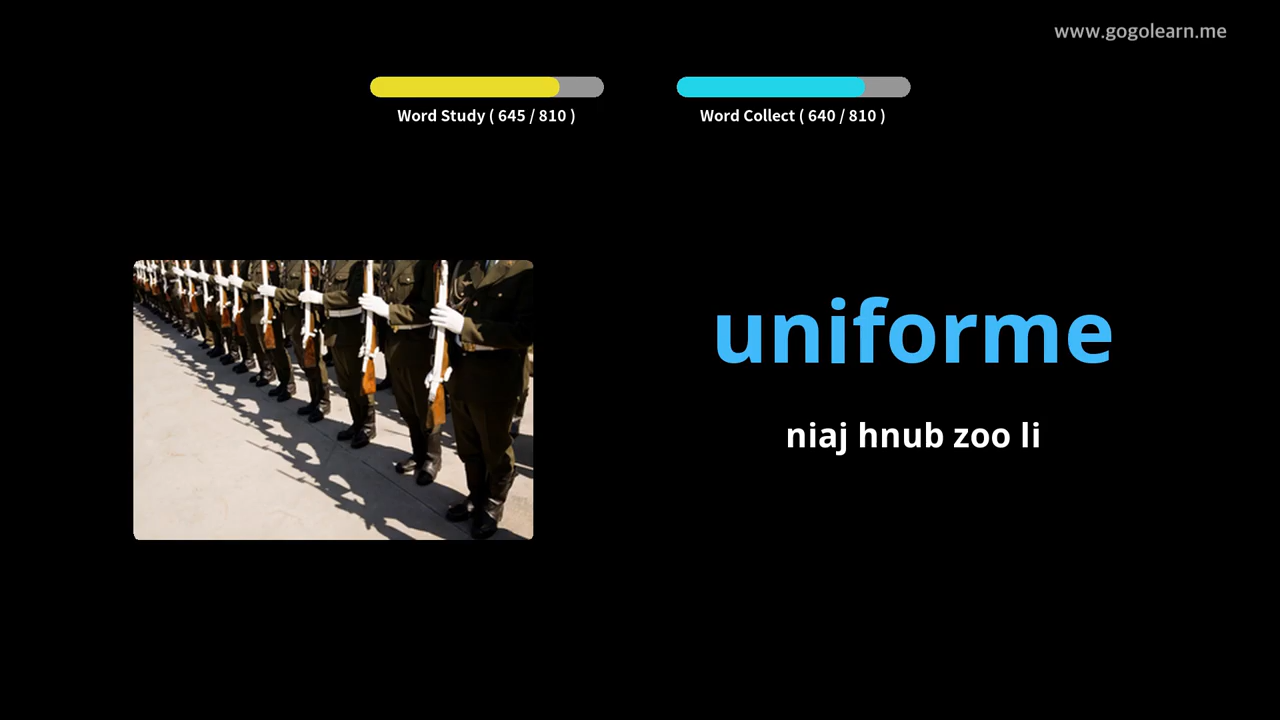 www.gogolearn.me
Word Study ( 645 / 810 )
Word Collect ( 640 / 810 )
uniforme
niaj hnub zoo li